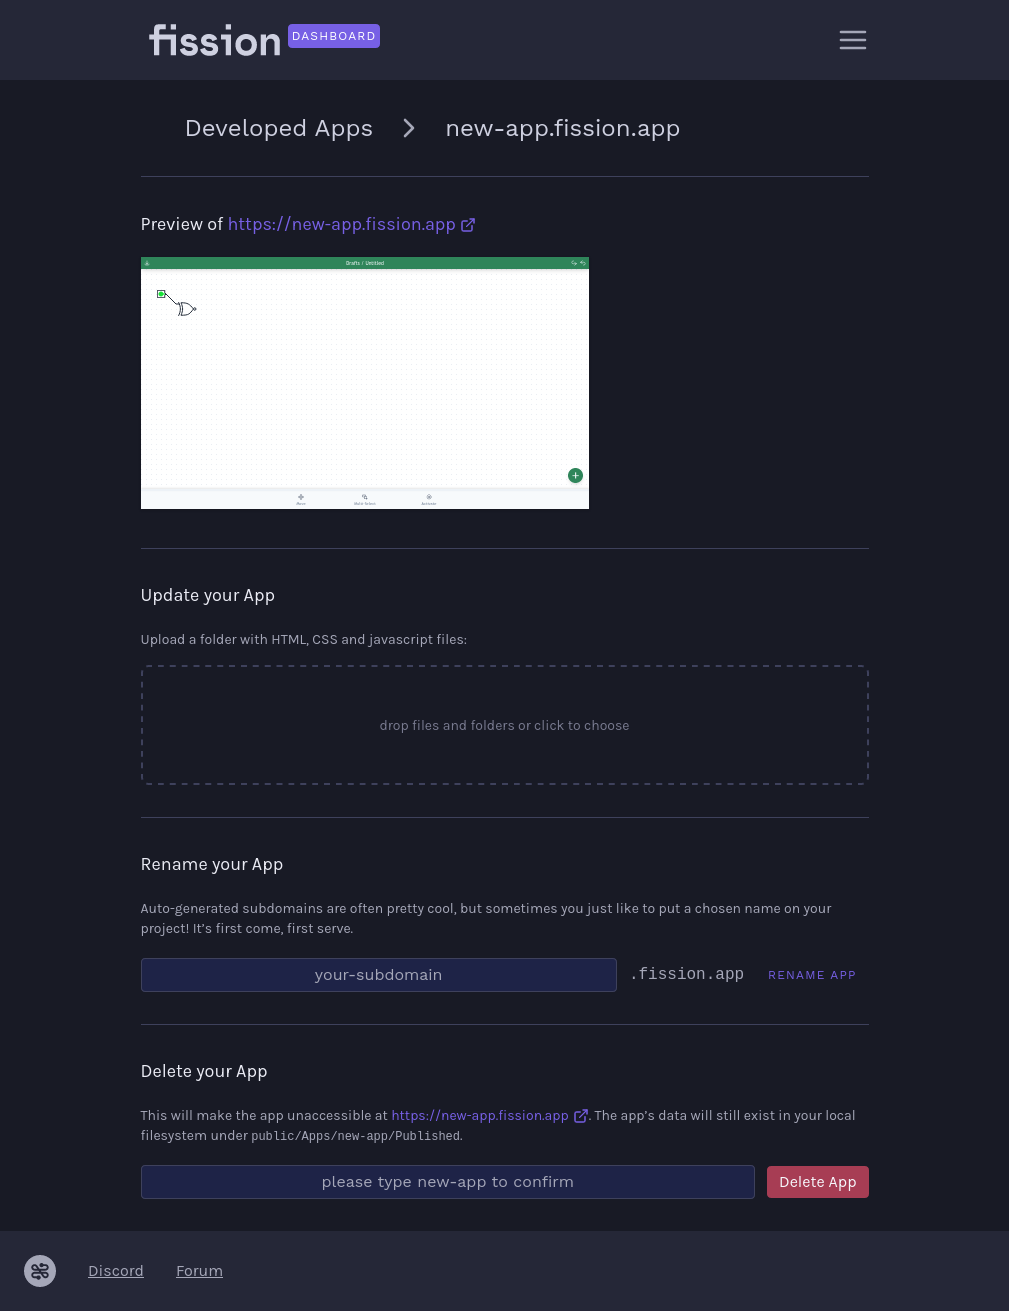 fission DASHBOARD
Developed Apps new-app.fission.app
Preview of https://new-app.fission.app
Drafts / Untitled
Move
Activate
Update your App
Upload a folder with HTML, CSS and javascript files:
drop files and folders or click to choose
Rename your App
Auto-generated subdomains are often pretty cool, but sometimes you just like to put a chosen name on your
project! It’s first come, first serve.
your-subdomain .fission.app RENAME APP
Delete your App
This will make the app unaccessible at https://new-app.fission.app . The app’s data will still exist in your local
filesystem under public/Apps/new-app/Published.
please type new-app to confirm Delete App
Discord Forum